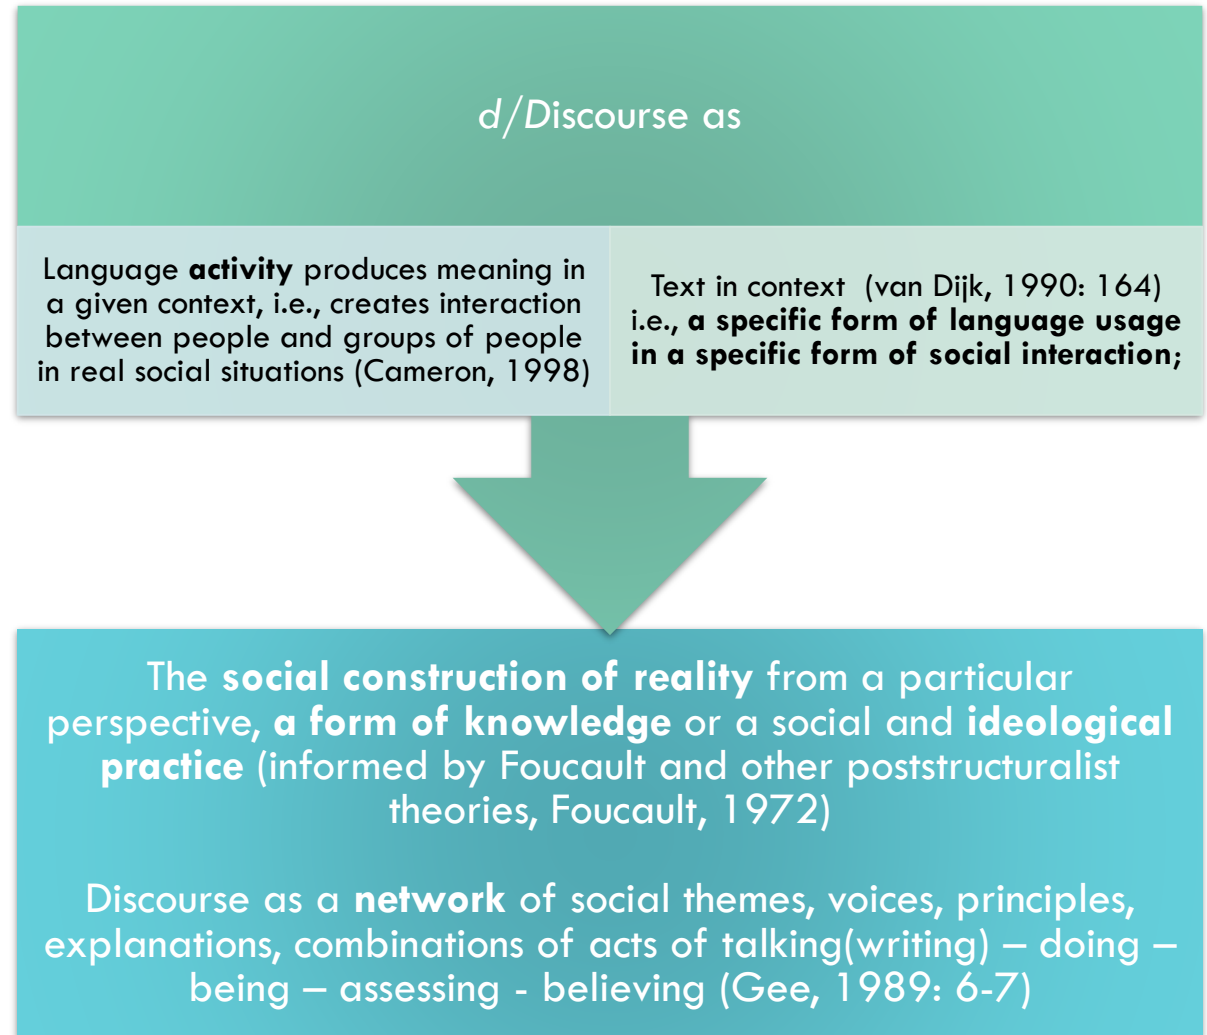 d/Discourse as
Language activity produces meaning in
a given context, i.e., creates interaction
between people and groups of people
in real social situations (Cameron, 1998)
Text in context (van Dijk, 1990: 164)
i.e., a specific form of language usage
in a specific form of social interaction;
The social construction of reality from a particular
perspective, a form of knowledge or a social and ideological
practice (informed by Foucault and other poststructuralist
theories, Foucault, 1972)
Discourse as a network of social themes, voices, principles,
explanations, combinations of acts of talking(writing) – doing –
being – assessing - believing (Gee, 1989: 6-7)